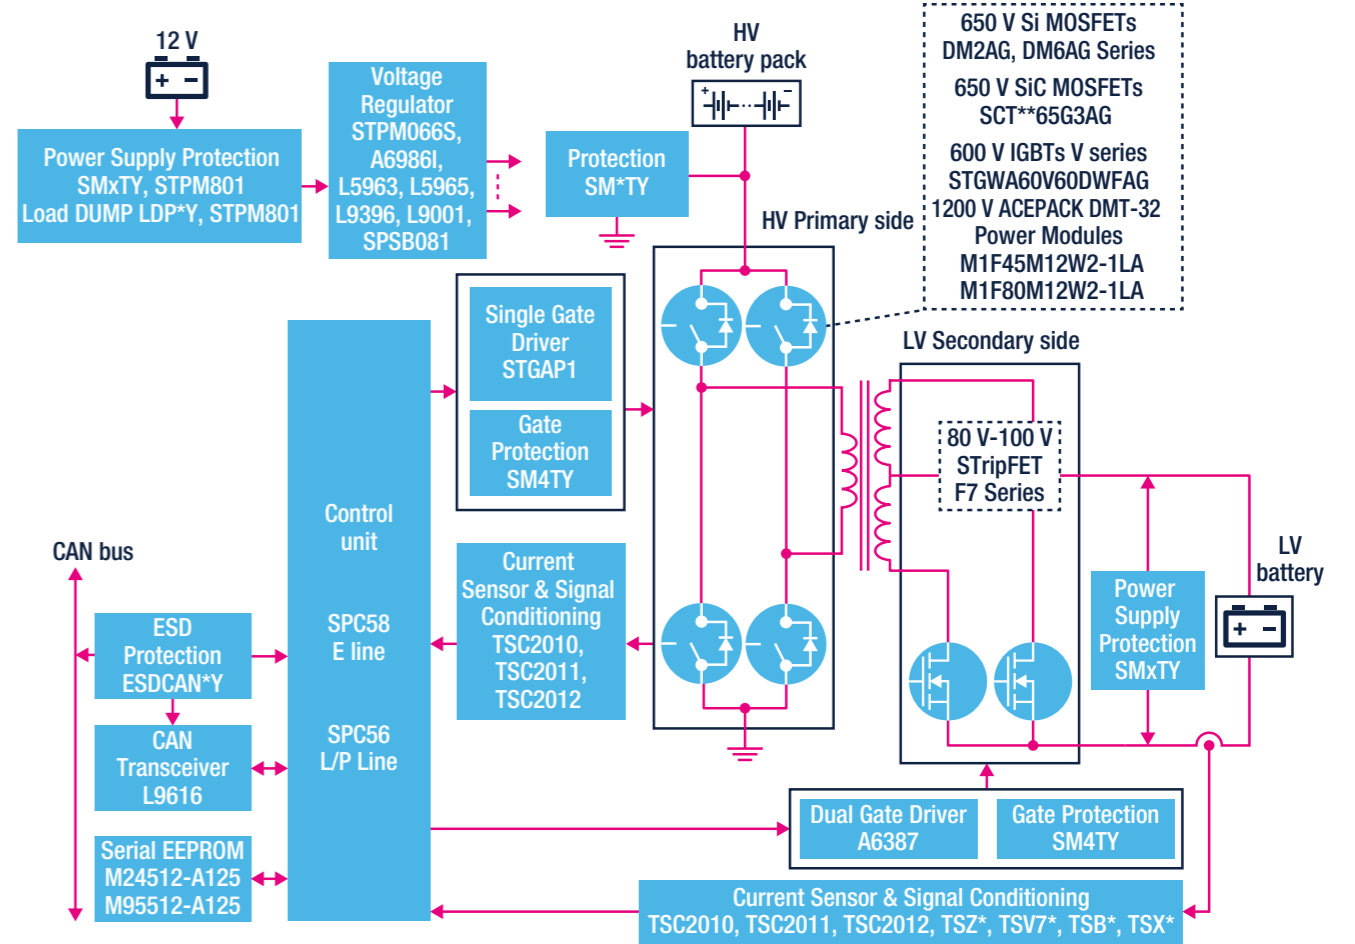 12 V
Power Supply Protection
SMxTY, STPM801
Load DUMP LDP*Y, STPM801
Voltage
Regulator
STPM066S,
A6986I,
L5963, L5965,
L9396, L9001,
SPSB081
HV
battery pack
Protection
SM*TY
650 V Si MOSFETs
DM2AG, DM6AG Series
650 V SiC MOSFETs
SCT**65G3AG
600 V IGBTs V series
STGWA60V60DWFAG
1200 V ACEPACK DMT-32
Power Modules
M1F45M12W2-1LA
M1F80M12W2-1LA
HV Primary side
Single Gate
Driver
STGAP1
Gate
Protection
SM4TY
LV Secondary side
80 V-100 V
STripFET
F7 Series
Control
unit
SPC58
E line
SPC56
L/P Line
Current
Sensor & Signal
Conditioning
TSC2010,
TSC2011,
TSC2012
CAN bus
ESD
Protection
ESDCAN*Y
CAN
Transceiver
L9616
Serial EEPROM
M24512-A125
M95512-A125
Power
Supply
Protection
SMxTY
LV
battery
Dual Gate Driver
A6387
Gate Protection
SM4TY
Current Sensor & Signal Conditioning
TSC2010, TSC2011, TSC2012, TSZ*, TSV7*, TSB*, TSX*